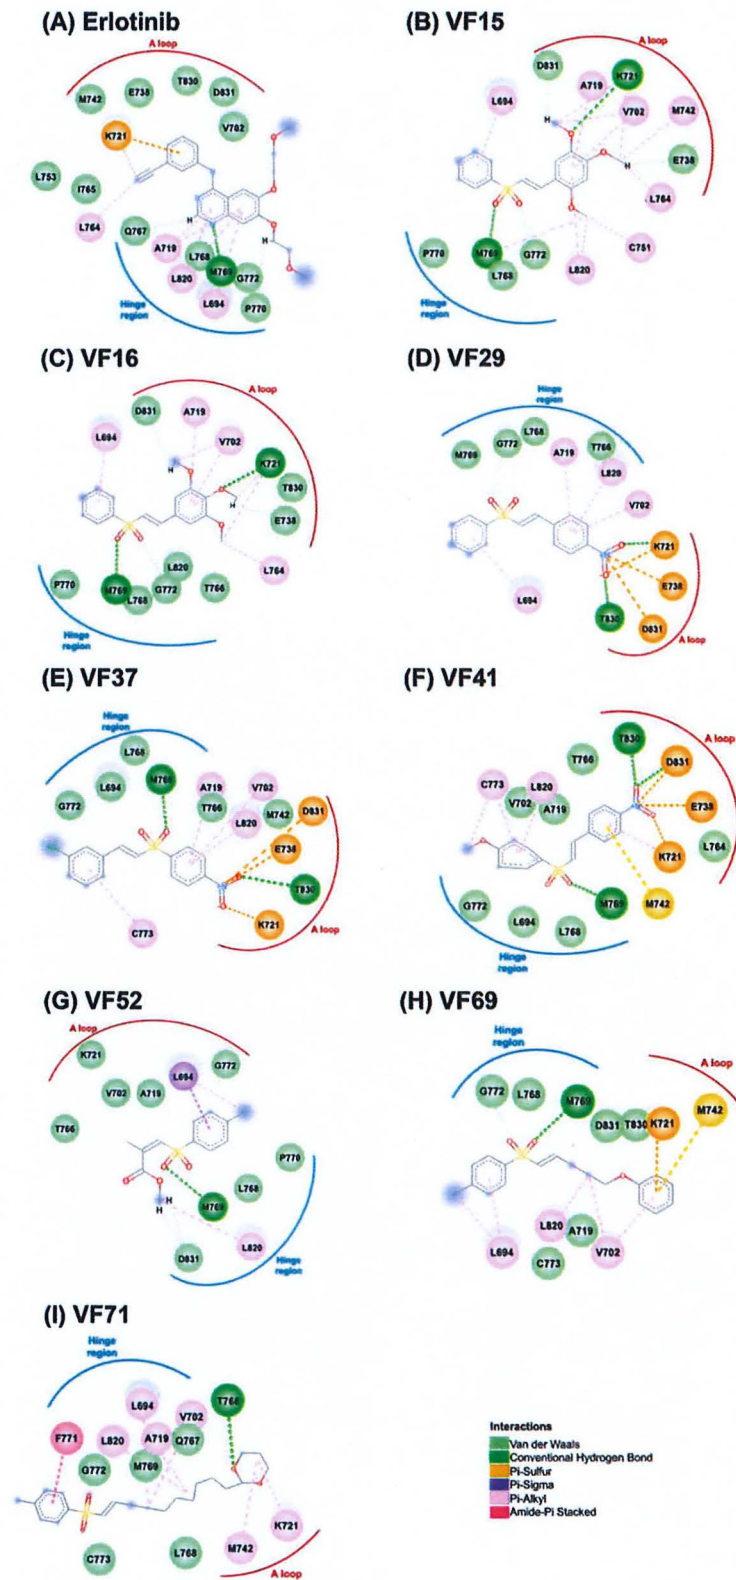 (A) Erlotinib
A loop
T830
E738
D831
M742
V702
K721
L753
I765
L764
Q767
A719
L768
M769
L820
G772
L694
P770
Hinge
region
(B) VF15
A loop
D831
K721
A719
L694
V702
M742
H
E738
H
L764
C751
P770
M769
G772
L768
L820
Hinge
region
(C) VF16
A loop
D831
A719
L694
V702
H
K721
T830
H
E738
L764
L820
P770
M769
G772
T766
L768
Hinge
region
(D) VF29
Hinge
region
L768
G772
T766
M769
A719
L820
V702
K721
E738
L694
T830
D831
A loop
(E) VF37
Hinge
region
L768
M769
L694
A719
V702
G772
T766
M742
D831
L820
E738
T830
K721
C773
A loop
(F) VF41
T830
A loop
D831
T766
C773
L820
V702
A719
E738
L764
K721
G772
M769
M742
L694
L768
Hinge
region
(G) VF52
A loop
K721
G772
L694
V702
A719
T766
P770
L768
M769
H
H
L820
D831
Hinge
region
(H) VF69
Hinge
region
A loop
G772
L768
M769
M742
D831
T830
K721
L820
A719
L694
V702
C773
(I) VF71
Hinge
region
L694
T766
V702
F771
L820
A719
Q767
G772
M769
K721
M742
C773
L768
A loop
Interactions
Van der Waals
Conventional Hydrogen Bond
Pi-Sulfur
Pi-Sigma
Pi-Alkyl
Amide-Pi Stacked